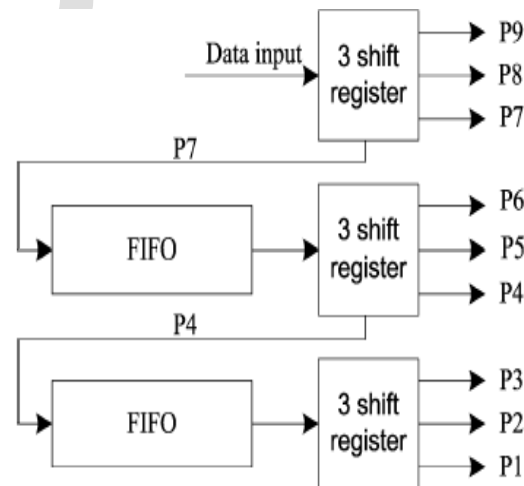 Data input
3 shift
register
P9
P8
P7
P7
FIFO
3 shift
register
P6
P5
P4
P4
FIFO
3 shift
register
P3
P2
P1